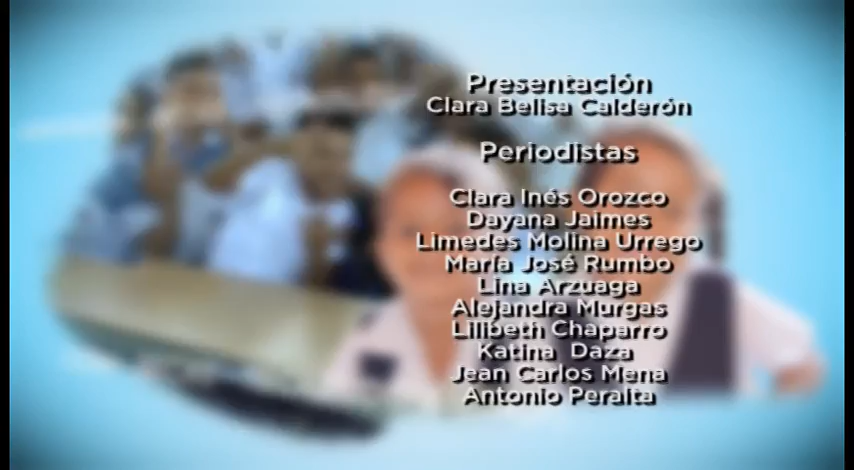 Presentación
Clara Belisa Calderón
Periodistas
Clara Inés Orozco
Dayana Jaimes
Limedes Molina Urrego
María José Rumbo
Lina Arzuaga
Alejandra Murgas
Lilibeth Chaparro
Katina Daza
Jean Carlos Mena
Antonio Peralta